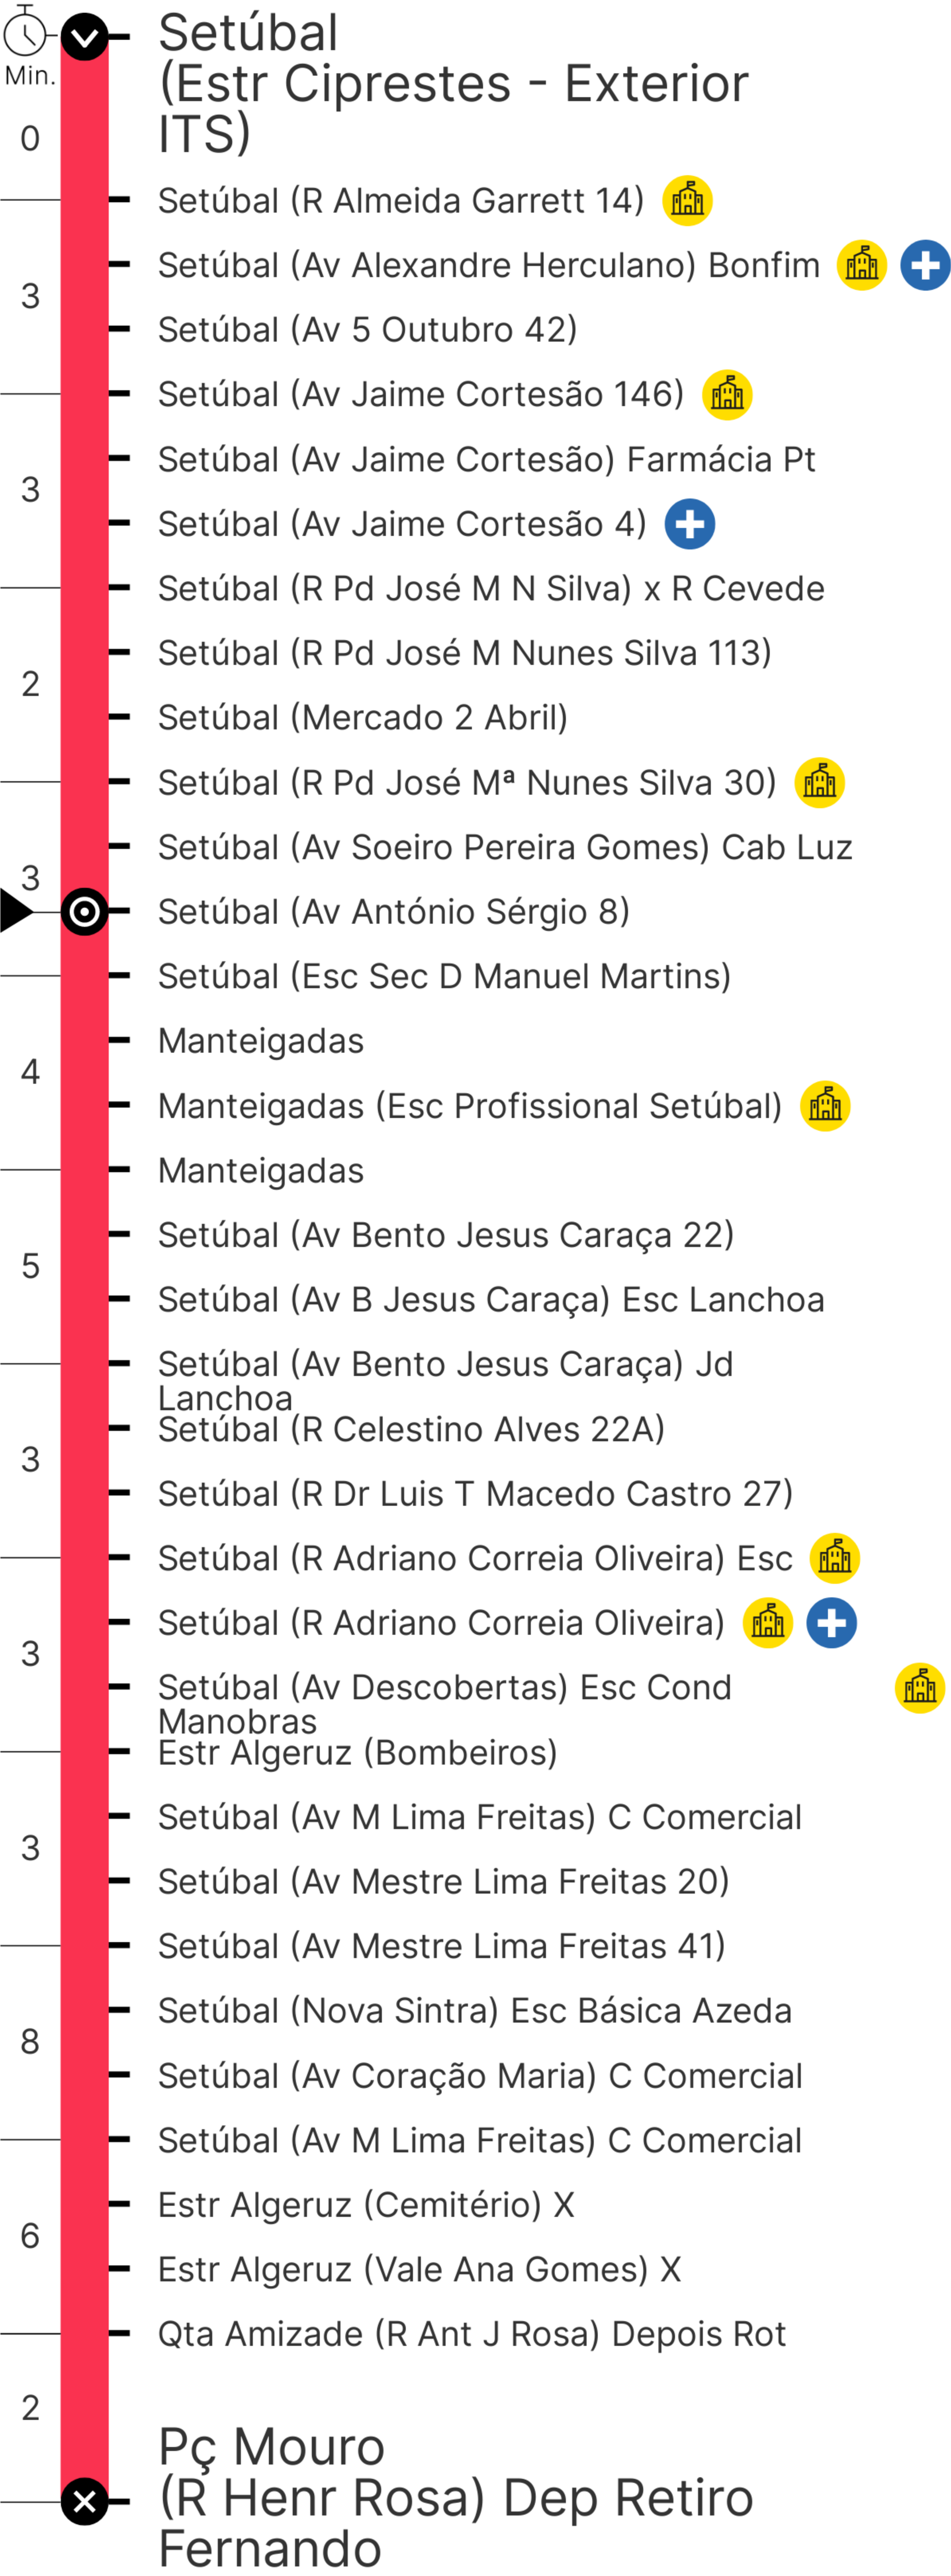 Setúbal
(Estr Ciprestes - Exterior
ITS)
Min.
0
Setúbal (R Almeida Garrett 14)
Setúbal (Av Alexandre Herculano) Bonfim
3
Setúbal (Av 5 Outubro 42)
Setúbal (Av Jaime Cortesão 146)
Setúbal (Av Jaime Cortesão) Farmácia Pt
3
Setúbal (Av Jaime Cortesão 4)
Setúbal (R Pd José M N Silva) x R Cevede
Setúbal (R Pd José M Nunes Silva 113)
2
Setúbal (Mercado 2 Abril)
Setúbal (R Pd José Mª Nunes Silva 30)
Setúbal (Av Soeiro Pereira Gomes) Cab Luz
3
Setúbal (Av António Sérgio 8)
Setúbal (Esc Sec D Manuel Martins)
Manteigadas
4
Manteigadas (Esc Profissional Setúbal)
Manteigadas
Setúbal (Av Bento Jesus Caraça 22)
5
Setúbal (Av B Jesus Caraça) Esc Lanchoa
Setúbal (Av Bento Jesus Caraça) Jd
Lanchoa
Setúbal (R Celestino Alves 22A)
3
Setúbal (R Dr Luis T Macedo Castro 27)
Setúbal (R Adriano Correia Oliveira) Esc
Setúbal (R Adriano Correia Oliveira)
3
Setúbal (Av Descobertas) Esc Cond
Manobras
Estr Algeruz (Bombeiros)
Setúbal (Av M Lima Freitas) C Comercial
3
Setúbal (Av Mestre Lima Freitas 20)
Setúbal (Av Mestre Lima Freitas 41)
Setúbal (Nova Sintra) Esc Básica Azeda
8
Setúbal (Av Coração Maria) C Comercial
Setúbal (Av M Lima Freitas) C Comercial
Estr Algeruz (Cemitério) X
6
Estr Algeruz (Vale Ana Gomes) X
Qta Amizade (R Ant J Rosa) Depois Rot
2
Pç Mouro
(R Henr Rosa) Dep Retiro
Fernando